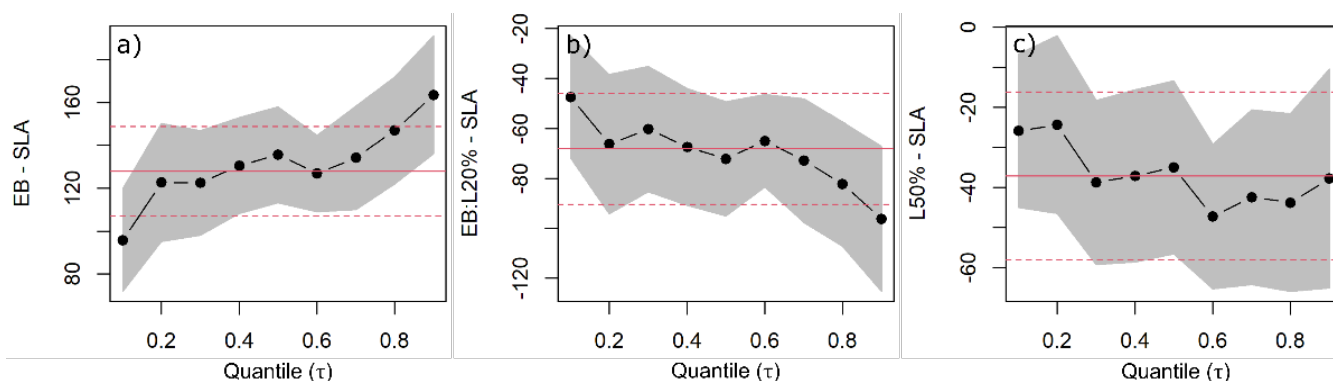 a)
EB - SLA
160
120
80
0.2 0.4 0.6 0.8
Quantile (τ)
b)
EB:L20% - SLA
-20
-40
-60
-80
-120
0.2 0.4 0.6 0.8
Quantile (τ)
c)
L50% - SLA
0
-20
-40
-60
0.2 0.4 0.6 0.8
Quantile (τ)